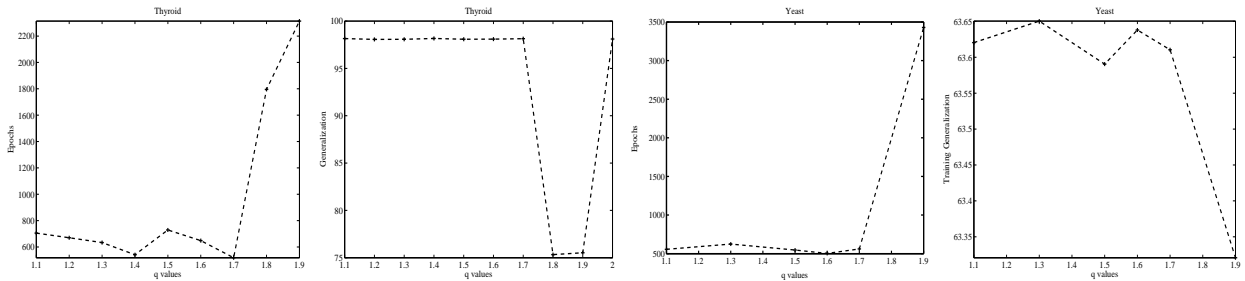 Thyroid
Epochs
2200
2000
1800
1600
1400
1200
1000
800
600
1.1 1.2 1.3 1.4 1.5 1.6 1.7 1.8 1.9
q values
Thyroid
Generalization
100
95
90
85
80
75
1.1 1.2 1.3 1.4 1.5 1.6 1.7 1.8 1.9 2
q values
Yeast
Epochs
3500
3000
2500
2000
1500
1000
500
1.1 1.2 1.3 1.4 1.5 1.6 1.7 1.8 1.9
q values
Yeast
Training Generalization
63.65
63.6
63.55
63.5
63.45
63.4
63.35
1.1 1.2 1.3 1.4 1.5 1.6 1.7 1.8 1.9
q values